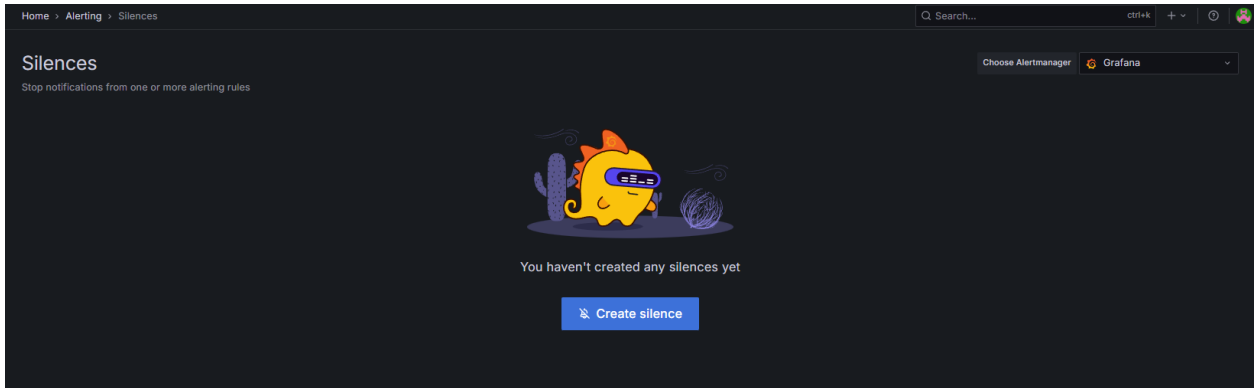 Home > Alerting > Silences
Search...
ctrl+k
Silences
Stop notifications from one or more alerting rules
Choose Alertmanager
Grafana
You haven't created any silences yet
Create silence